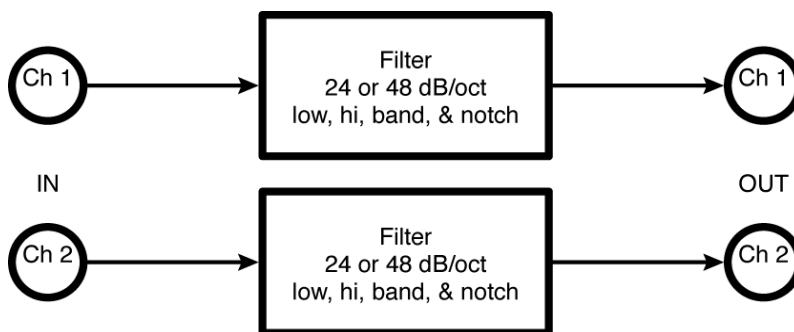 Ch 1
Filter
24 or 48 dB/oct
low, hi, band, & notch
Ch 1
IN
OUT
Ch 2
Filter
24 or 48 dB/oct
low, hi, band, & notch
Ch 2